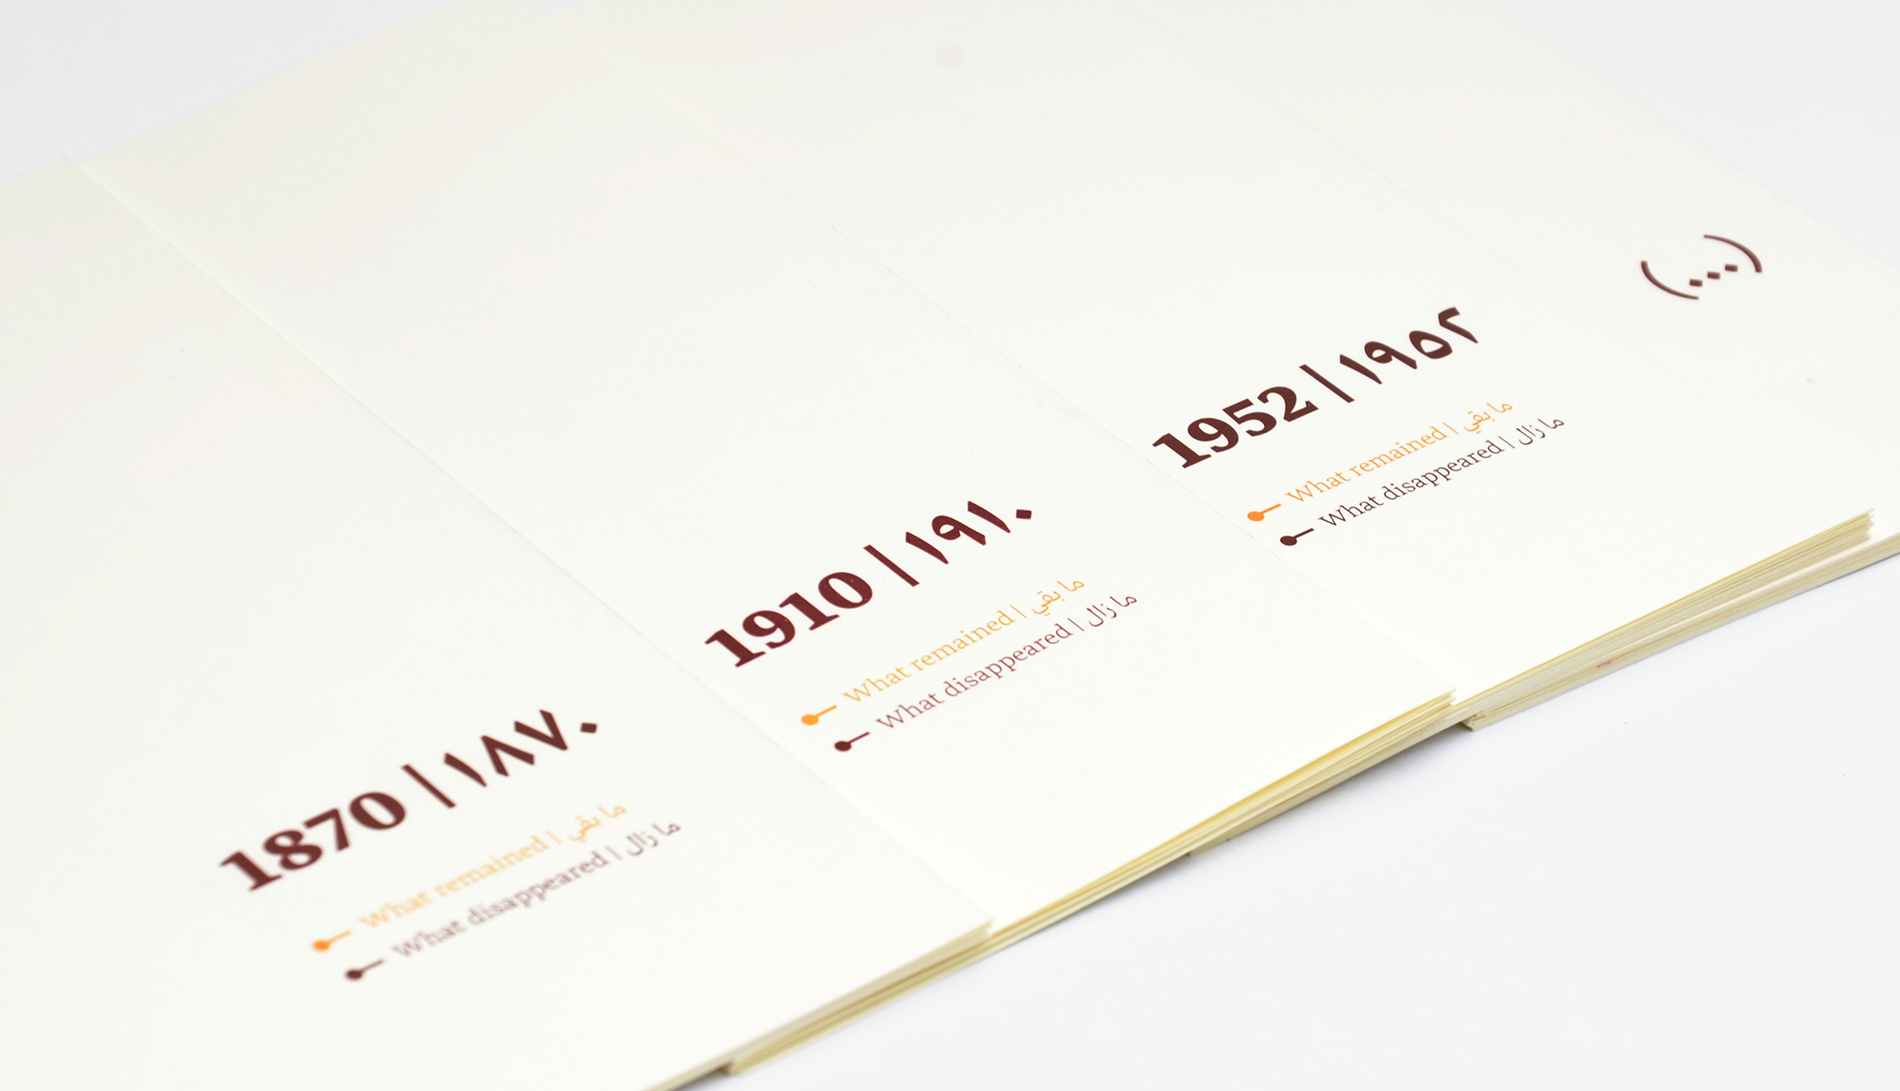 1870 | ١٨٧٠
What remained | ما بقي
What disappeared | ما زال
1910 | ١٩١٠
What remained | ما بقي
What disappeared | ما زال
1952 | ١٩٥٢
What remained | ما بقي
What disappeared | ما زال
(...)